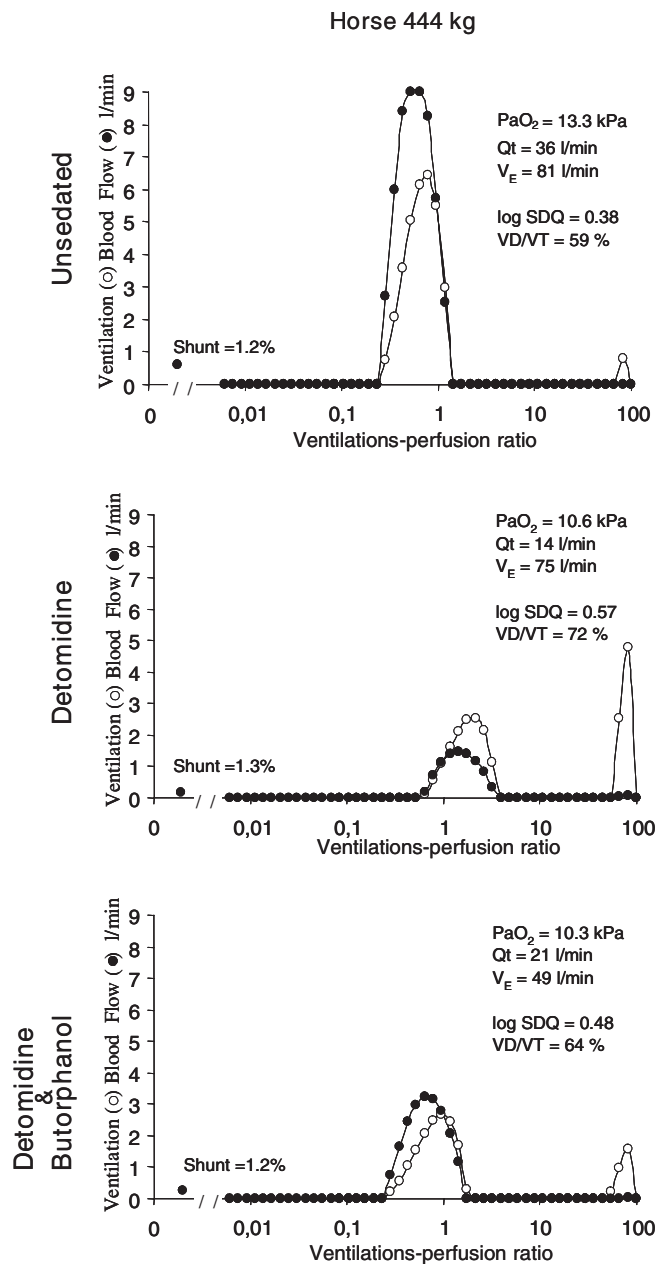 Horse 444 kg
Unsedated
Ventilation (○) Blood Flow (●) l/min
9
8
7
6
5
4
3
2
1
0
PaO₂ = 13.3 kPa
Qt = 36 l/min
V_E = 81 l/min
log SDQ = 0.38
VD/VT = 59 %
Shunt =1.2%
0 / / 0,01 0,1 1 10 100
Ventilations-perfusion ratio
Detomidine
Ventilation (○) Blood Flow (●) l/min
9
8
7
6
5
4
3
2
1
0
PaO₂ = 10.6 kPa
Qt = 14 l/min
V_E = 75 l/min
log SDQ = 0.57
VD/VT = 72 %
Shunt =1.3%
0 / / 0,01 0,1 1 10 100
Ventilations-perfusion ratio
Detomidine
&
Butorphanol
Ventilation (○) Blood Flow (●) l/min
9
8
7
6
5
4
3
2
1
0
PaO₂ = 10.3 kPa
Qt = 21 l/min
V_E = 49 l/min
log SDQ = 0.48
VD/VT = 64 %
Shunt =1.2%
0 / / 0,01 0,1 1 10 100
Ventilations-perfusion ratio